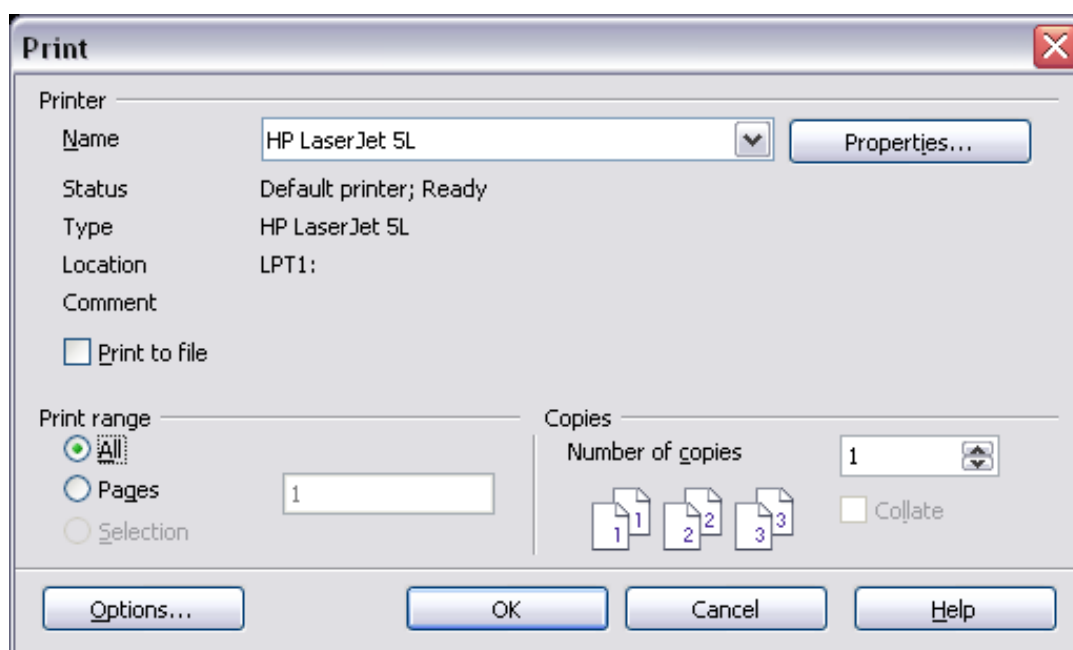 Print
Printer
Name HP LaserJet 5L Properties...
Status Default printer; Ready
Type HP LaserJet 5L
Location LPT1:
Comment
Print to file
Print range
All
Pages 1
Selection
Copies
Number of copies 1
1 1 2 2 3 3
Collate
Options... OK Cancel Help